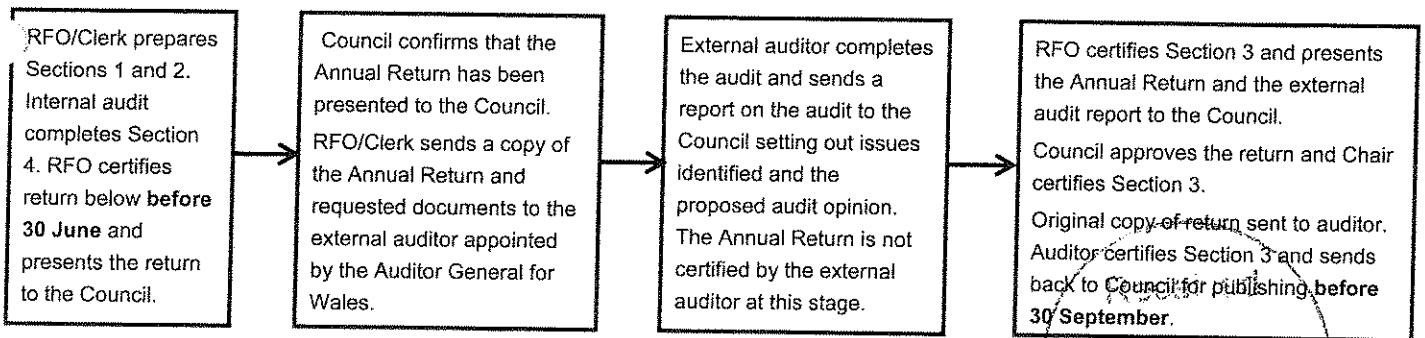 RFO/Clerk prepares
Sections 1 and 2.
Internal audit
completes Section
4. RFO certifies
return below before
30 June and
presents the return
to the Council.
Council confirms that the
Annual Return has been
presented to the Council.
RFO/Clerk sends a copy of
the Annual Return and
requested documents to the
external auditor appointed
by the Auditor General for
Wales.
External auditor completes
the audit and sends a
report on the audit to the
Council setting out issues
identified and the
proposed audit opinion.
The Annual Return is not
certified by the external
auditor at this stage.
RFO certifies Section 3 and presents
the Annual Return and the external
audit report to the Council.
Council approves the return and Chair
certifies Section 3.
Original copy of return sent to auditor.
Auditor certifies Section 3 and sends
back to Council for publishing before
30 September.